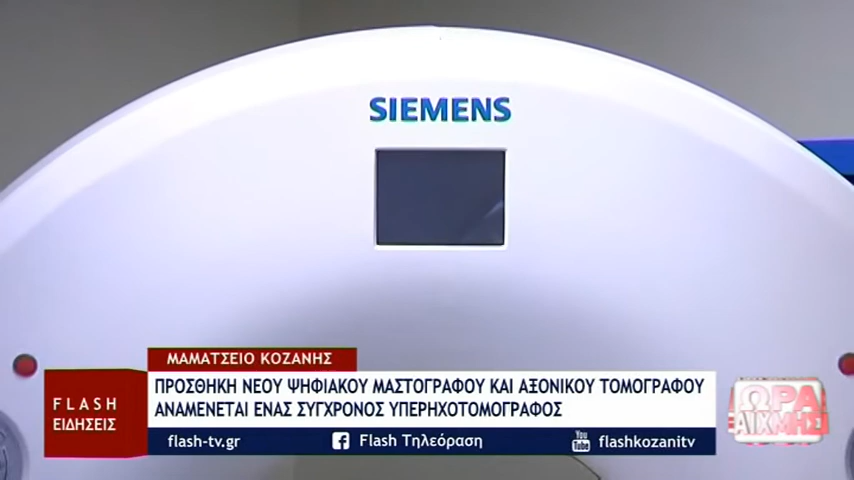 SIEMENS
ΜΑΜΑΤΣΕΙΟ ΚΟΖΑΝΗΣ
ΠΡΟΣΘΗΚΗ ΝΕΟΥ ΨΗΦΙΑΚΟΥ ΜΑΣΤΟΓΡΑΦΟΥ ΚΑΙ ΑΞΟΝΙΚΟΥ ΤΟΜΟΓΡΑΦΟΥ
ΑΝΑΜΕΝΕΤΑΙ ΕΝΑΣ ΣΥΓΧΡΟΝΟΣ ΥΠΕΡΗΧΟΤΟΜΟΓΡΑΦΟΣ
FLASH
ΕΙΔΗΣΕΙΣ
ΩΡΑ
ΑΙΧΜΗΣ
flash-tv.gr
Flash Τηλεόραση
You Tube
flashkozanitv